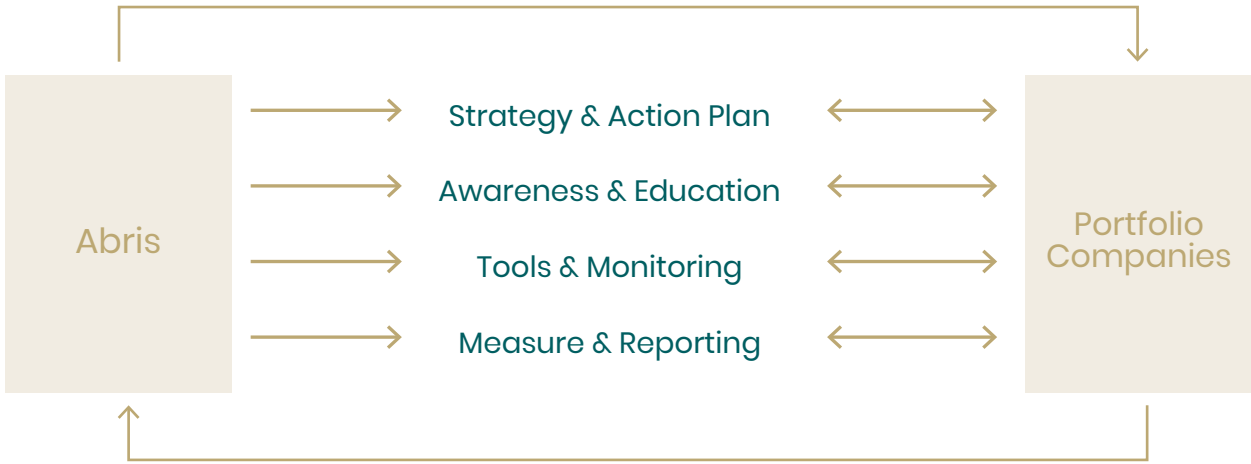 Strategy & Action Plan
Awareness & Education
Abris
Tools & Monitoring
Measure & Reporting
Portfolio
Companies